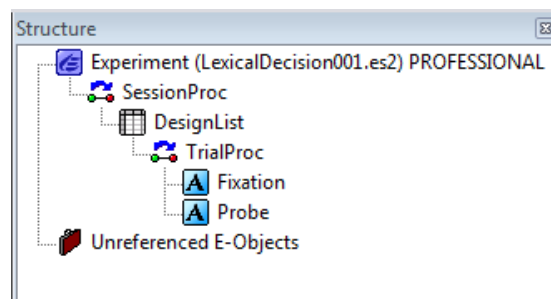 Structure
Experiment (LexicalDecision001.es2) PROFESSIONAL
SessionProc
DesignList
TrialProc
A Fixation
A Probe
Unreferenced E-Objects